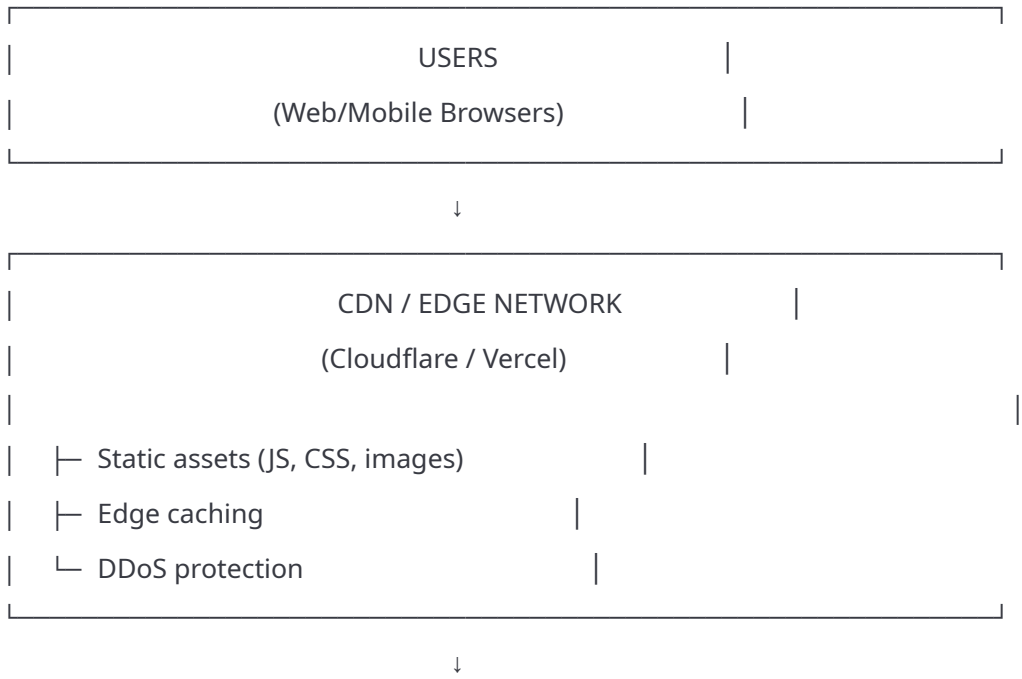 USERS
(Web/Mobile Browsers)
↓
CDN / EDGE NETWORK
(Cloudflare / Vercel)
├─ Static assets (JS, CSS, images)
├─ Edge caching
└─ DDoS protection
↓